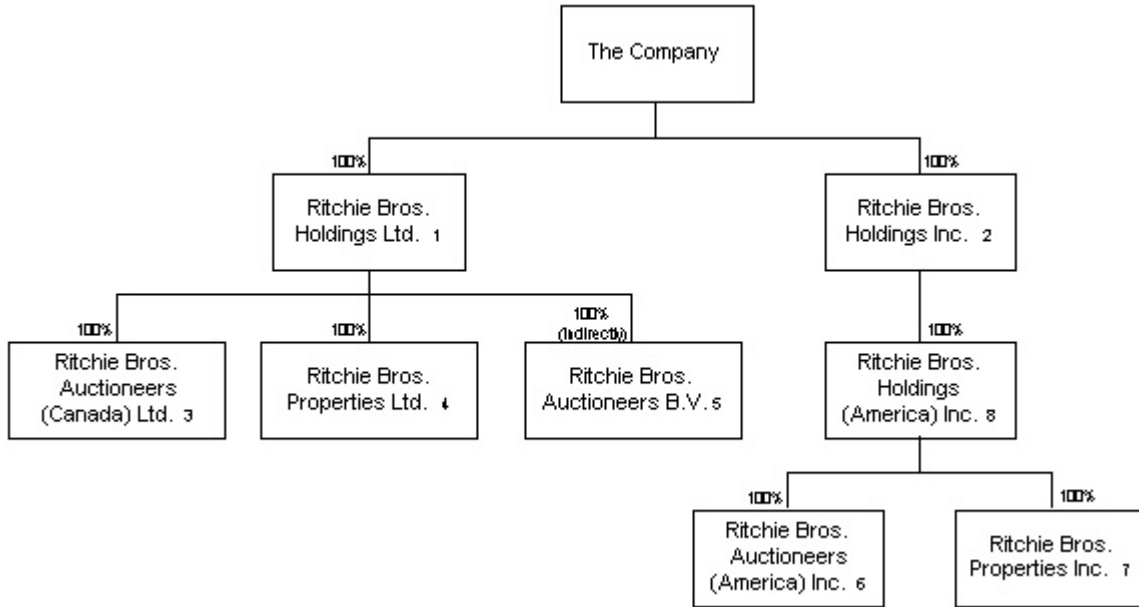 The Company
100%
100%
Ritchie Bros.
Holdings Ltd. 1
Ritchie Bros.
Holdings Inc. 2
100%
100%
100%
(Indirectly)
100%
Ritchie Bros.
Auctioneers
(Canada) Ltd. 3
Ritchie Bros.
Properties Ltd. 4
Ritchie Bros.
Auctioneers B.V. 5
Ritchie Bros.
Holdings
(America) Inc. 8
100%
100%
Ritchie Bros.
Auctioneers
(America) Inc. 6
Ritchie Bros.
Properties Inc. 7